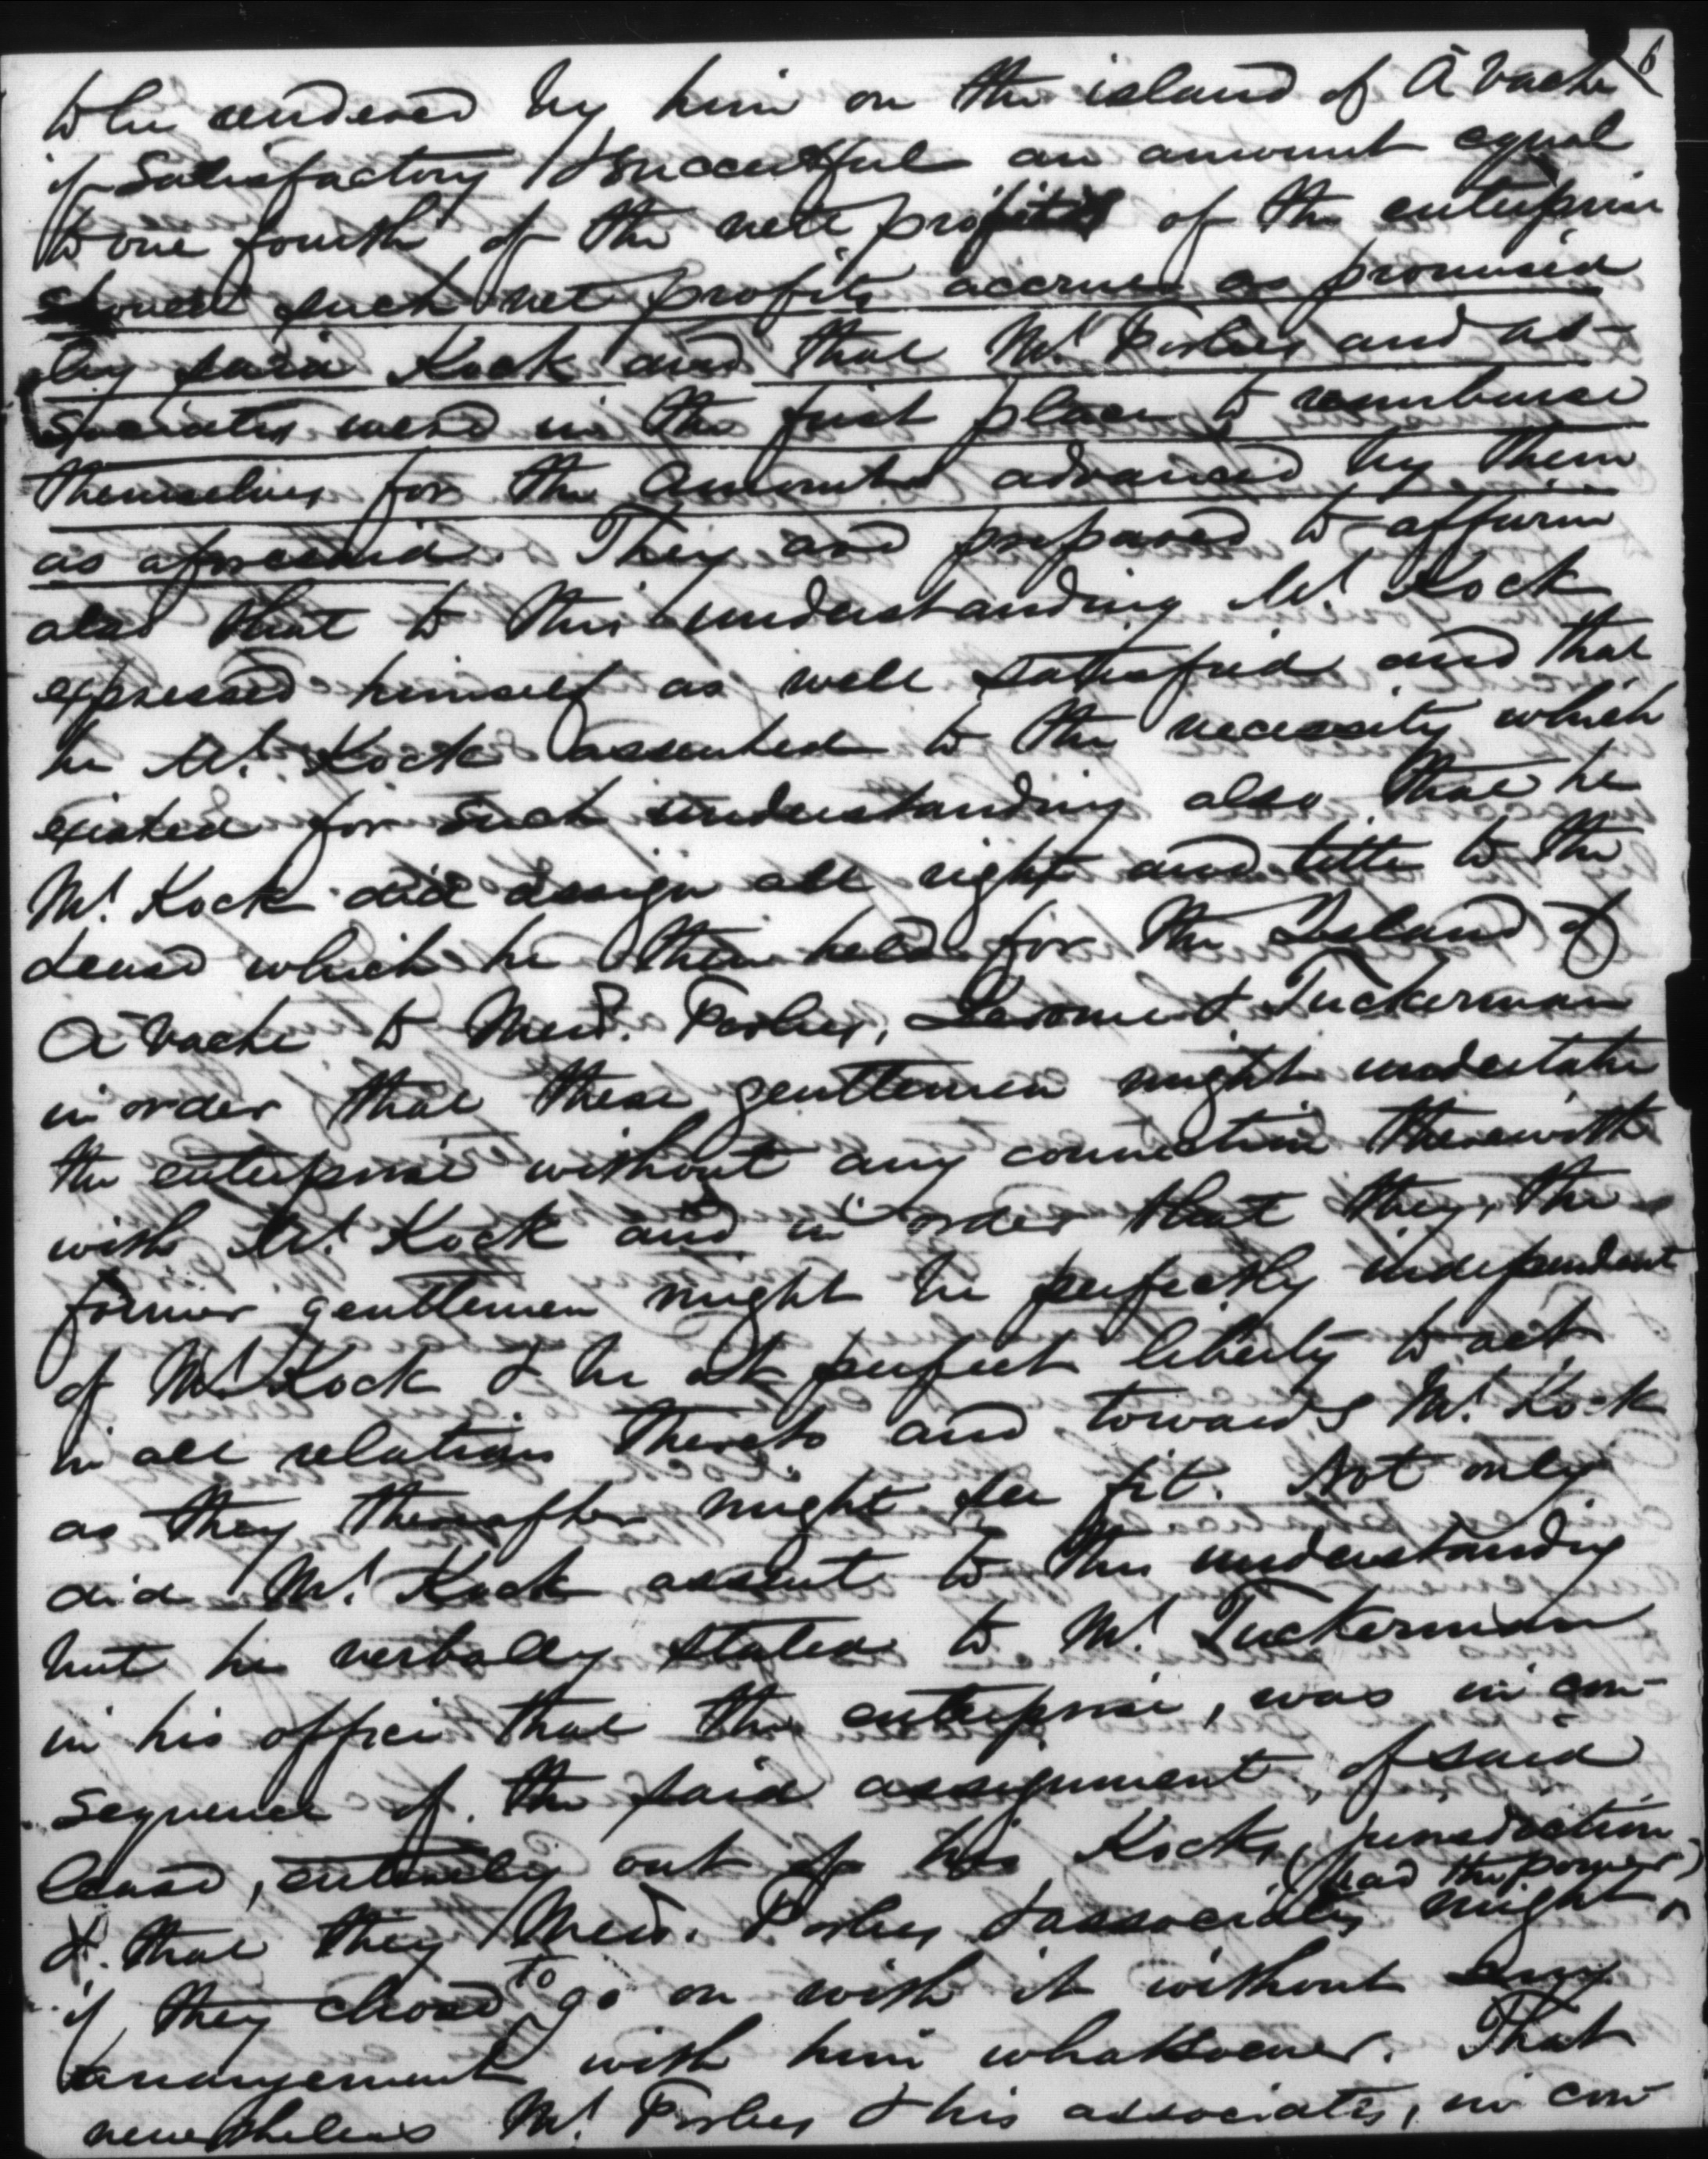 6
to be rendered by him on the island of A Vache
if Satisfactory & successful an amount equal
to one fourth of the nett profits of the enterprise
should such net profits accrue as promised
by said Kock and that Mr. Forbes and as-
sociates were in the first place to reimburse
themselves for the amounts advanced by them
as aforesaid. They are prepared to affirm
also that to this understanding Mr. Kock
expressed himself as well satisfied and that
he Mr. Kock assented to the necessity which
existed for such understanding also that he
Mr. Kock did assign all right and title to the
Lease which he then held for the Island of
A Vache to Messrs. Forbes, Jerome & Tuckerman
in order that these gentlemen might undertake
the enterprise without any connection therewith
with Mr. Kock and in order that they, the
former gentlemen might be perfectly independent
of Mr. Kock & be at perfect liberty to act
in all relations thereto and towards Mr. Kock
as they thereafter might see fit. Not only
did Mr. Kock assent to this understanding
but he verbally stated to Mr. Tuckerman
in his office that the enterprise, was in con-
sequence of the said assignment, of said
lease, entirely out of his Kocks, jurisdiction
(had the power)
& that they Messrs. Forbes & associates might
if they chose to go on with it without any
arrangement with him whatsoever. That
nevertheless Mr. Forbes & his associates, in con-